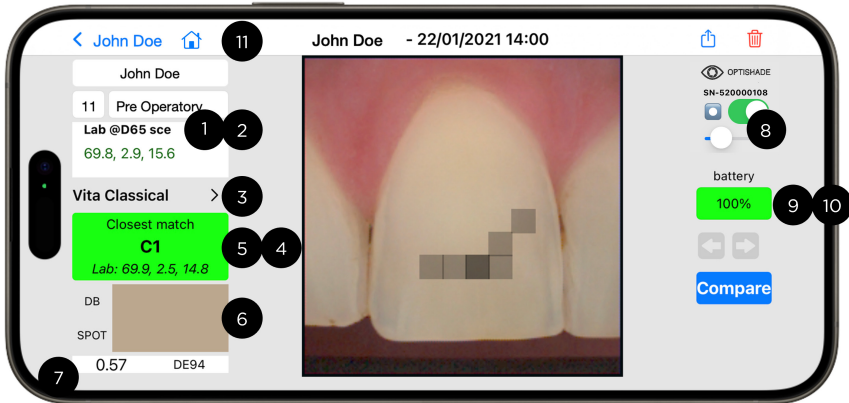 John Doe
11
John Doe - 22/01/2021 14:00
John Doe
11 Pre Operatory
Lab @D65 sce
1 2
69.8, 2.9, 15.6
Vita Classical > 3
Closest match
C1
5 4
Lab: 69.9, 2.5, 14.8
DB
6
SPOT
0.57 DE94
7
OPTISHADE
SN-520000108
8
battery
100%
9 10
Compare